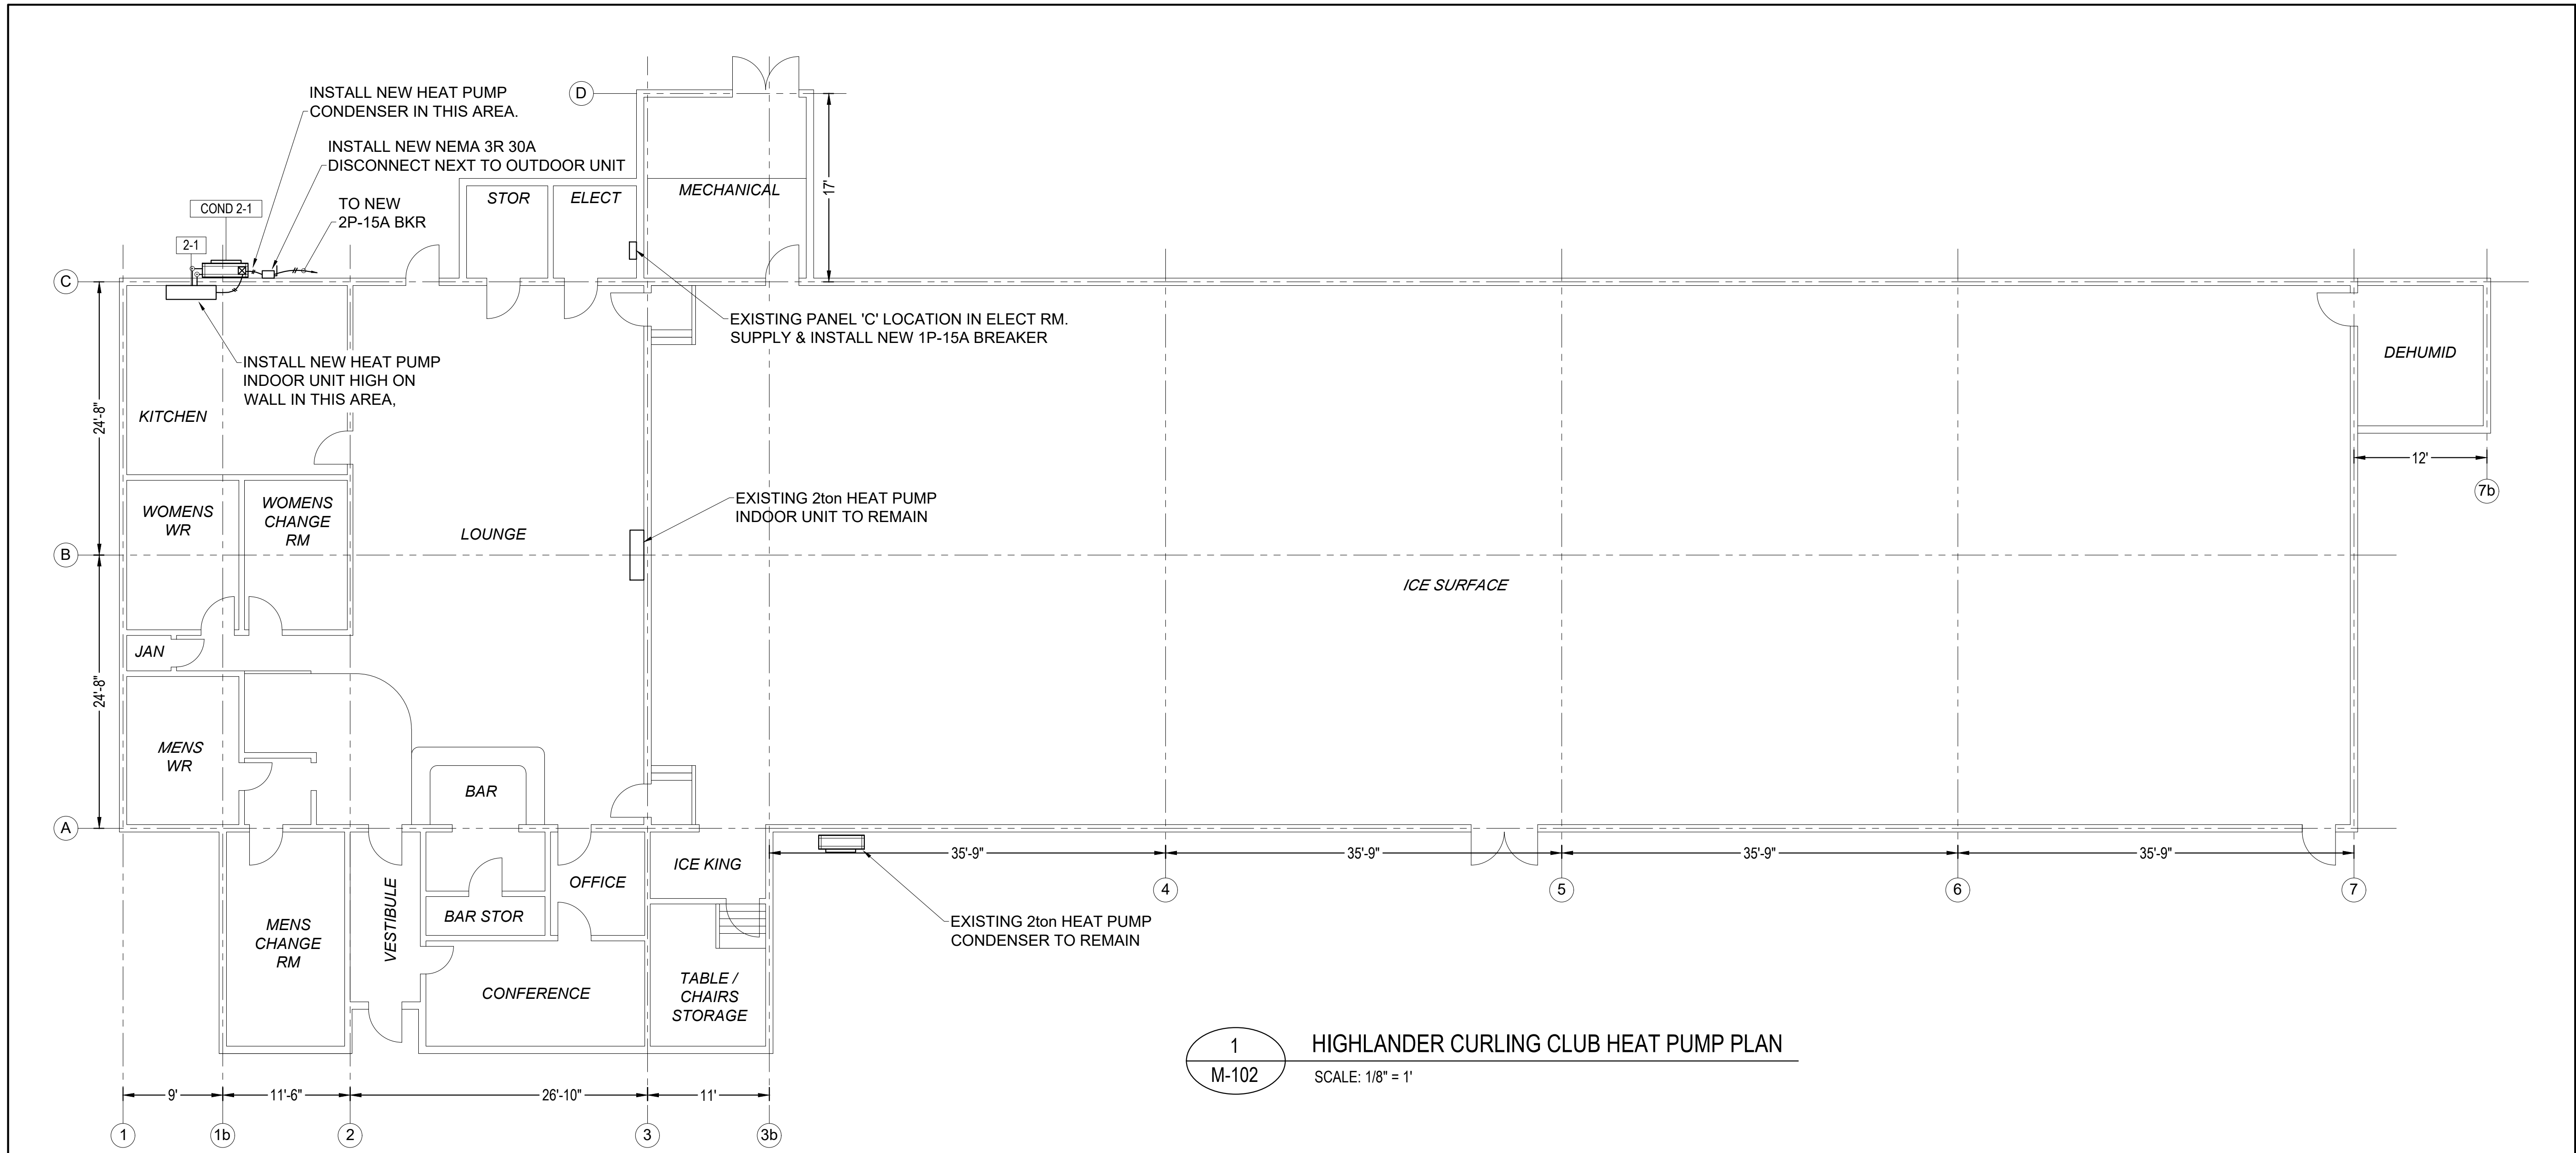 INSTALL NEW HEAT PUMP
CONDENSER IN THIS AREA.
INSTALL NEW NEMA 3R 30A
DISCONNECT NEXT TO OUTDOOR UNIT
TO NEW
2P-15A BKR
COND 2-1
2-1
D
STOR
ELECT
MECHANICAL
17'
C
EXISTING PANEL 'C' LOCATION IN ELECT RM.
SUPPLY & INSTALL NEW 1P-15A BREAKER
INSTALL NEW HEAT PUMP
INDOOR UNIT HIGH ON
WALL IN THIS AREA,
KITCHEN
24'-8"
DEHUMID
12'
7b
EXISTING 2ton HEAT PUMP
INDOOR UNIT TO REMAIN
WOMENS
WR
WOMENS
CHANGE
RM
LOUNGE
B
ICE SURFACE
JAN
24'-8"
MENS
WR
BAR
A
35'-9"
35'-9"
35'-9"
35'-9"
4
5
6
7
ICE KING
OFFICE
BAR STOR
VESTIBULE
MENS
CHANGE
RM
CONFERENCE
TABLE /
CHAIRS
STORAGE
EXISTING 2ton HEAT PUMP
CONDENSER TO REMAIN
1
M-102
HIGHLANDER CURLING CLUB HEAT PUMP PLAN
SCALE: 1/8" = 1'
9'
11'-6"
26'-10"
11'
1
1b
2
3
3b